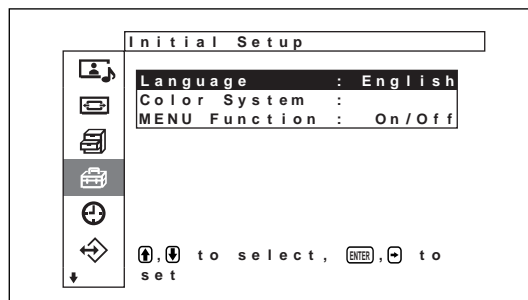 Initial Setup
Language : English
Color System :
MENU Function : On/Off
, to select, ENTER, to
set